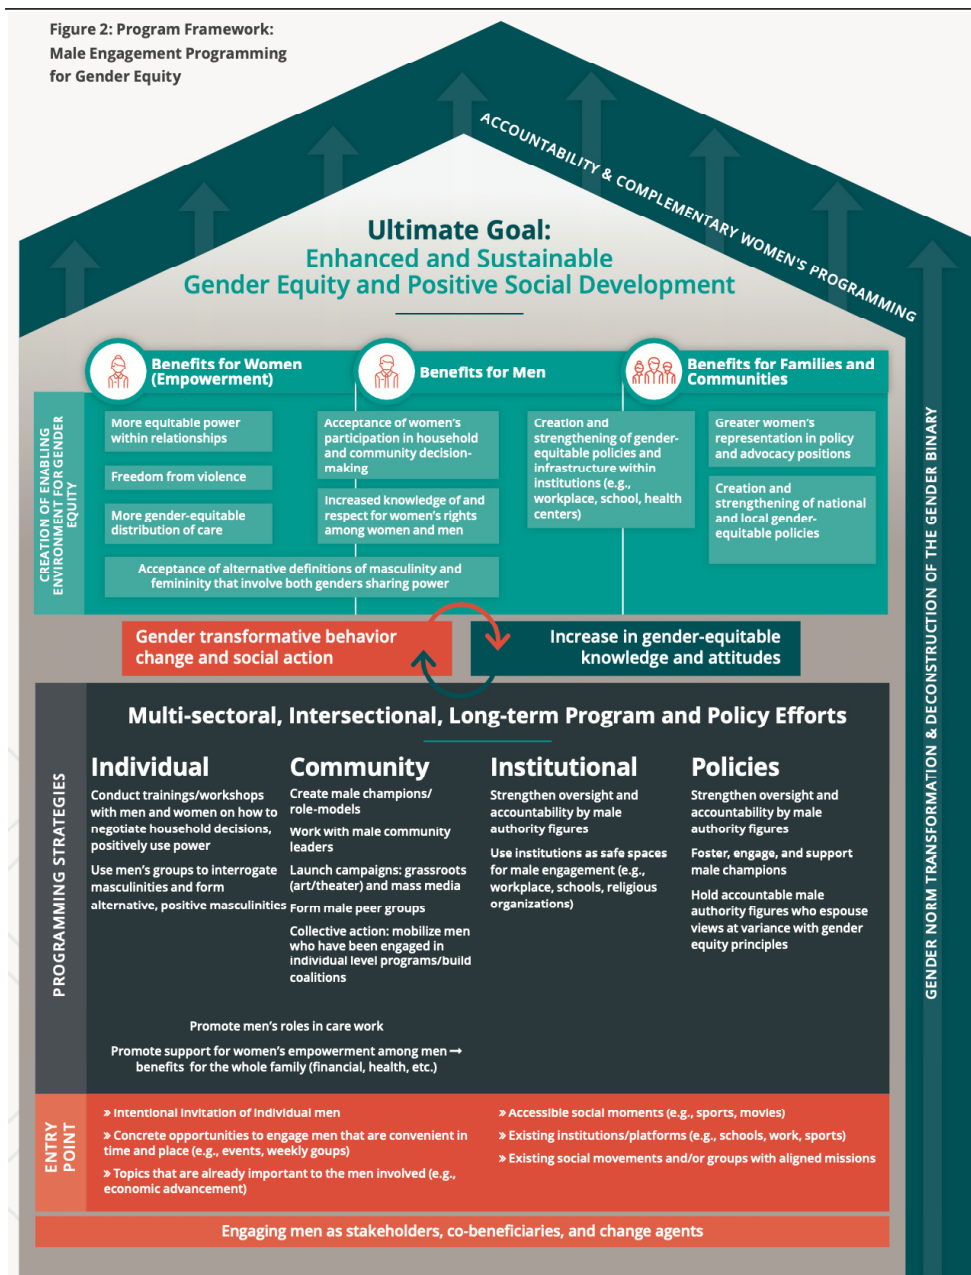 Figure 2: Program Framework:
Male Engagement Programming
for Gender Equity
ACCOUNTABILITY & COMPLEMENTARY WOMEN'S PROGRAMMING
Ultimate Goal:
Enhanced and Sustainable
Gender Equity and Positive Social Development
Benefits for Women
(Empowerment)
Benefits for Men
Benefits for Families and
Communities
CREATION OF ENABLING
ENVIRONMENT FOR GENDER
EQUITY
More equitable power
within relationships
Freedom from violence
More gender-equitable
distribution of care
Acceptance of women's
participation in household
and community decision-
making
Increased knowledge of and
respect for women's rights
among women and men
Acceptance of alternative definitions of masculinity and
femininity that involve both genders sharing power
Creation and
strengthening of gender-
equitable policies and
infrastructure within
institutions (e.g.,
workplace, school, health
centers)
Greater women's
representation in policy
and advocacy positions
Creation and
strengthening of national
and local gender-
equitable policies
GENDER NORM TRANSFORMATION & DECONSTRUCTION OF THE GENDER BINARY
Gender transformative behavior
change and social action
Increase in gender-equitable
knowledge and attitudes
PROGRAMMING STRATEGIES
Multi-sectoral, Intersectional, Long-term Program and Policy Efforts
Individual
Conduct trainings/workshops
with men and women on how to
negotiate household decisions,
positively use power
Use men's groups to interrogate
masculinities and form
alternative, positive masculinities
Community
Create male champions/
role-models
Work with male community
leaders
Launch campaigns: grassroots
(art/theater) and mass media
Form male peer groups
Collective action: mobilize men
who have been engaged in
individual level programs/build
coalitions
Institutional
Strengthen oversight and
accountability by male
authority figures
Use institutions as safe spaces
for male engagement (e.g.,
workplace, schools, religious
organizations)
Policies
Strengthen oversight and
accountability by male
authority figures
Foster, engage, and support
male champions
Hold accountable male
authority figures who espouse
views at variance with gender
equity principles
Promote men's roles in care work
Promote support for women's empowerment among men →
benefits for the whole family (financial, health, etc.)
ENTRY
POINT
» Intentional invitation of individual men
» Concrete opportunities to engage men that are convenient in
time and place (e.g., events, weekly goups)
» Topics that are already important to the men involved (e.g.,
economic advancement)
» Accessible social moments (e.g., sports, movies)
» Existing institutions/platforms (e.g., schools, work, sports)
» Existing social movements and/or groups with aligned missions
Engaging men as stakeholders, co-beneficiaries, and change agents